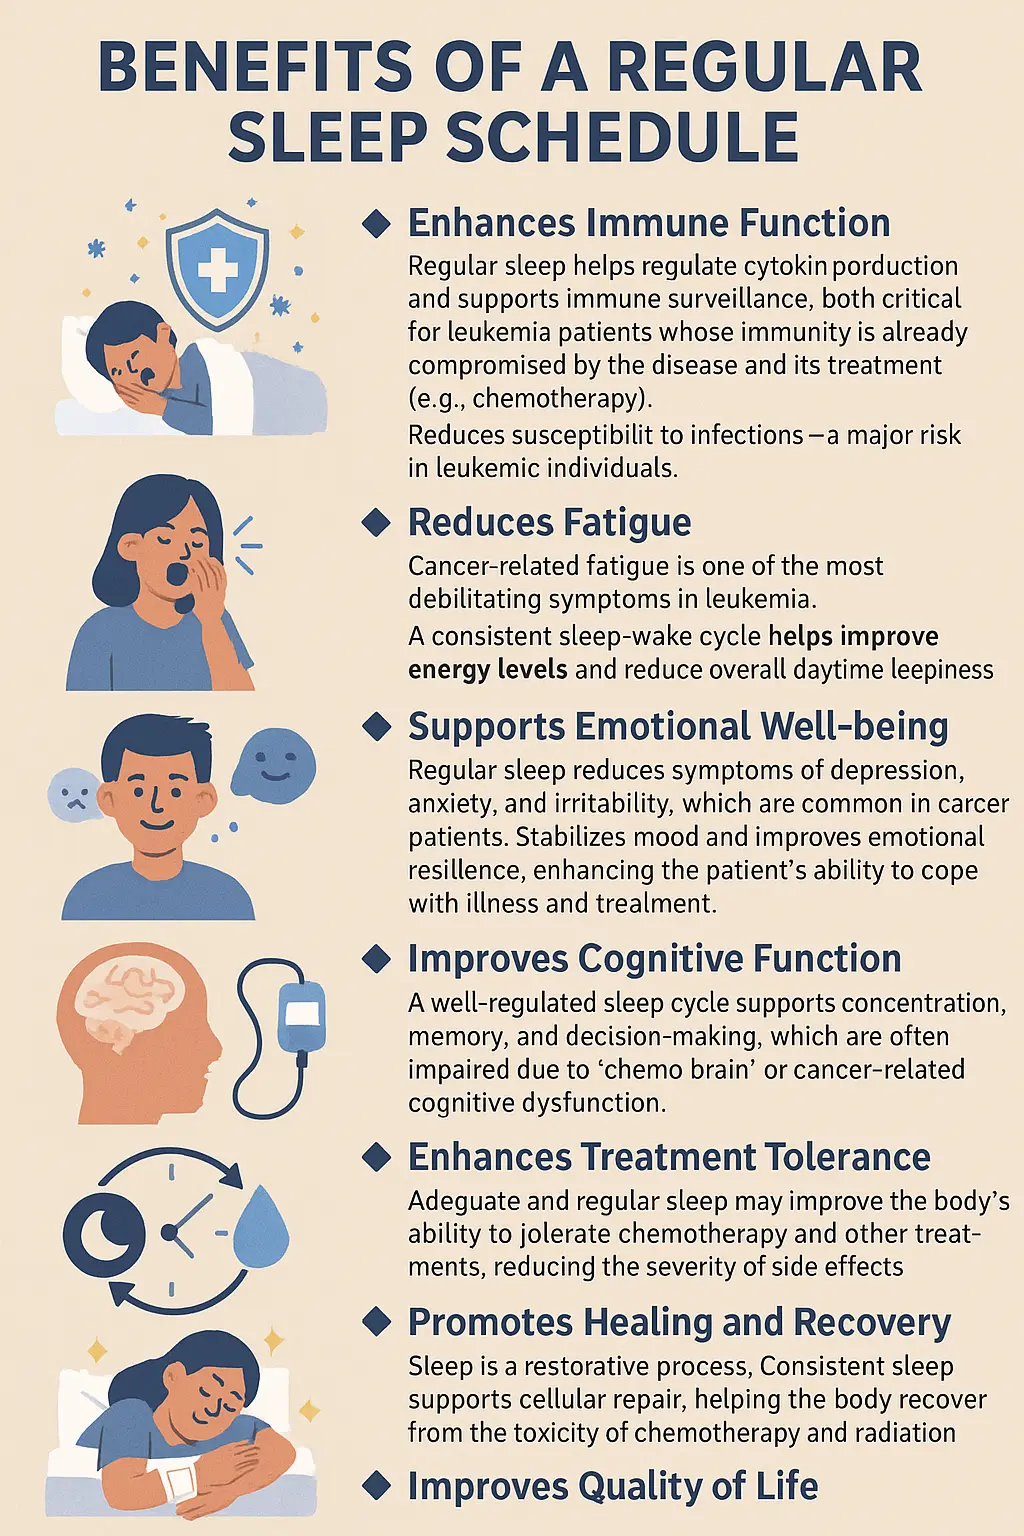 BENEFITS OF A REGULAR
SLEEP SCHEDULE
Enhances Immune Function
Regular sleep helps regulate cytokin porduction
and supports immune surveillance, both critical
for leukemia patients whose immunity is already
compromised by the disease and its treatment
(e.g., chemotherapy).
Reduces susceptibilit to infections – a major risk
in leukemic individuals.
Reduces Fatigue
Cancer-related fatigue is one of the most
debilitating symptoms in leukemia.
A consistent sleep-wake cycle helps improve
energy levels and reduce overall daytime leepiness
Supports Emotional Well-being
Regular sleep reduces symptoms of depression,
anxiety, and irritability, which are common in carcer
patients. Stabilizes mood and improves emotional
resillence, enhancing the patient's ability to cope
with illness and trealment.
Improves Cognitive Function
A well-regulated sleep cycle supports concentration,
memory, and decision-making, which are often
impaired due to ‘chemo brain’ or cancer-related
cognitive dysfunction.
Enhances Treatment Tolerance
Adeguate and regular sleep may improve the body's
ability to jolerate chemotherapy and other treat-
ments, reducing the severity of side effects
Promotes Healing and Recovery
Sleep is a restorative process, Consistent sleep
supports cellular repair, helping the body recover
from the toxicity of chemotherapy and radiation
Improves Quality of Life